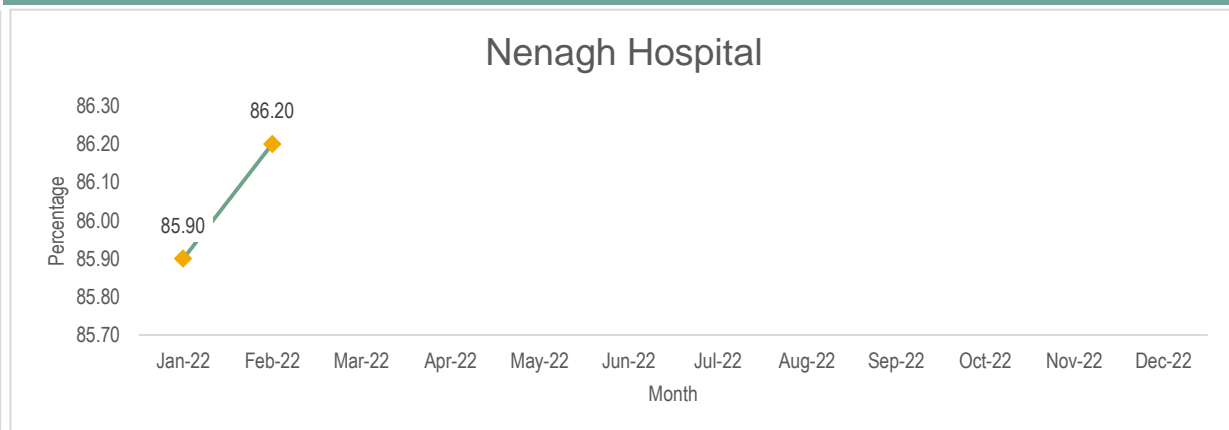 Nenagh Hospital
86.30
86.20
86.10
86.00
85.90
85.80
85.70
Percentage
85.90
86.20
Jan-22 Feb-22 Mar-22 Apr-22 May-22 Jun-22 Jul-22 Aug-22 Sep-22 Oct-22 Nov-22 Dec-22
Month